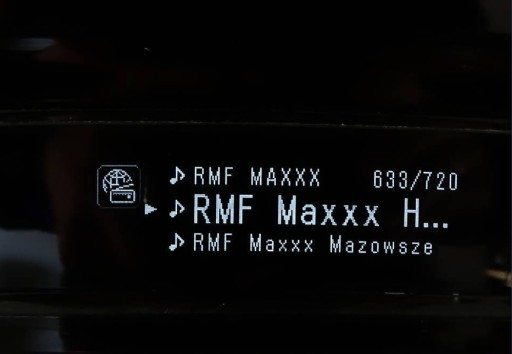 ♪ RMF MAXXX 633/720
▶ ♪ RMF Maxxx H...
♪ RMF Maxxx Mazowsze